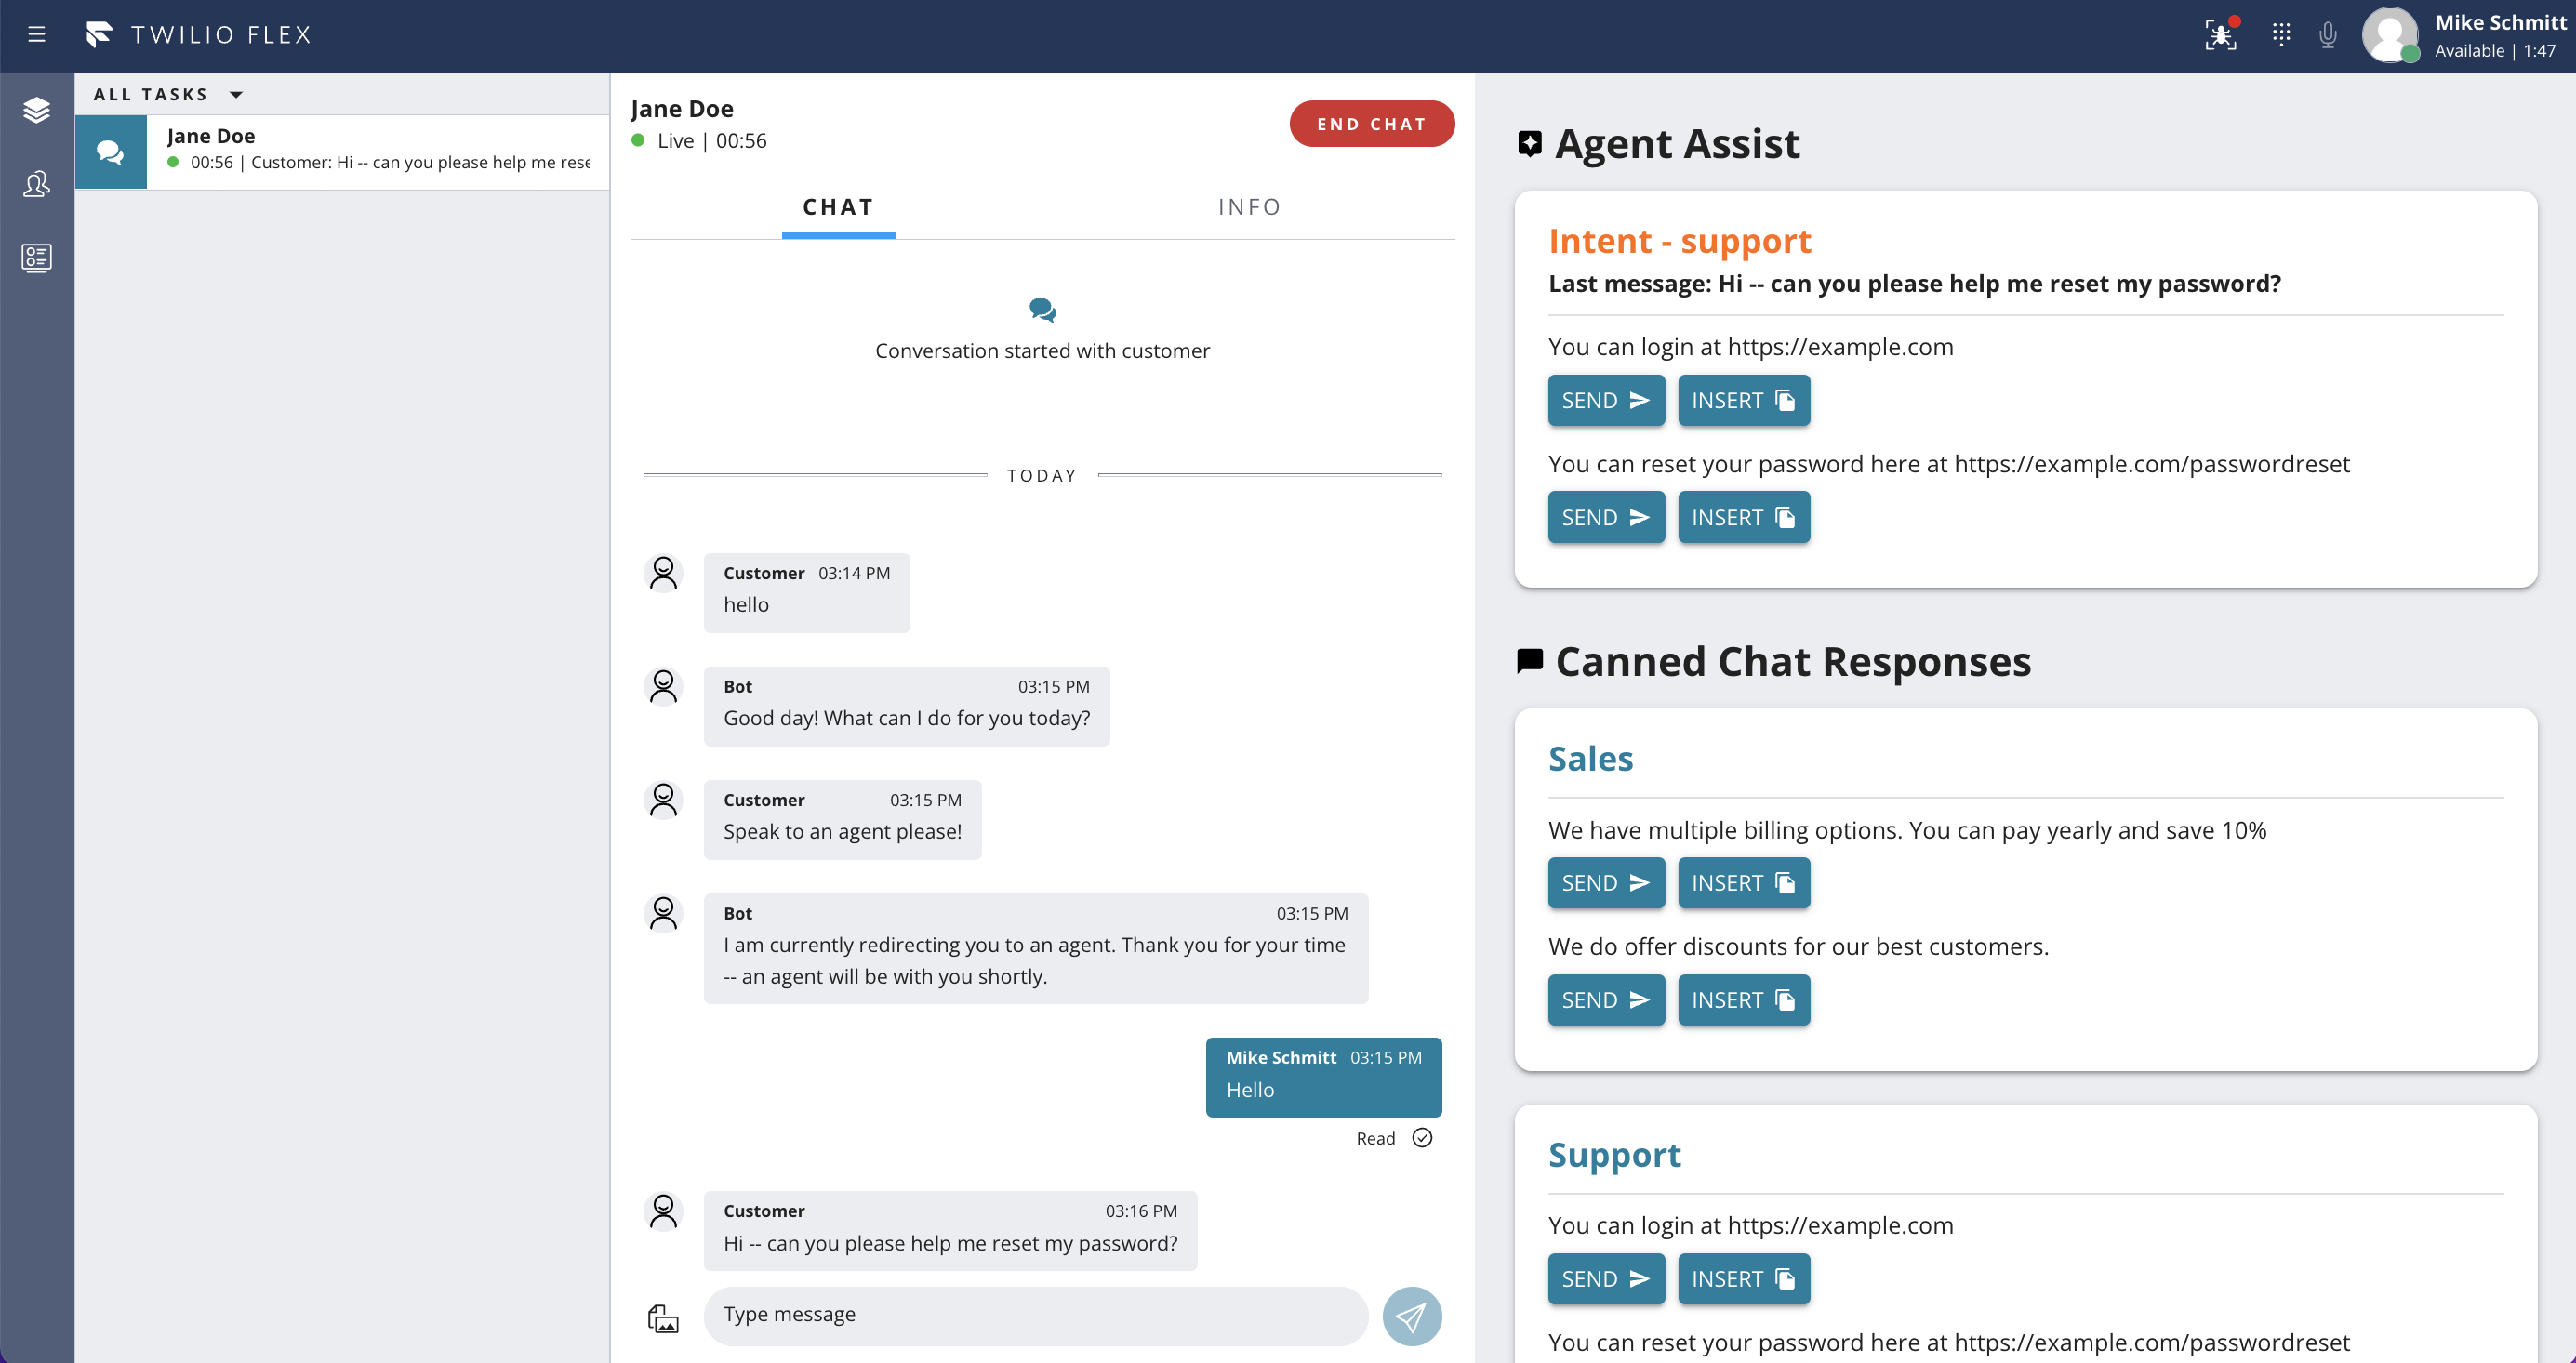 TWILIO FLEX
Mike Schmitt
Available | 1:47
ALL TASKS
Jane Doe
00:56 | Customer: Hi -- can you please help me rese
Jane Doe
Live | 00:56
END CHAT
CHAT
INFO
Conversation started with customer
TODAY
Customer 03:14 PM
hello
Bot 03:15 PM
Good day! What can I do for you today?
Customer 03:15 PM
Speak to an agent please!
Bot 03:15 PM
I am currently redirecting you to an agent. Thank you for your time
-- an agent will be with you shortly.
Mike Schmitt 03:15 PM
Hello
Read
Customer 03:16 PM
Hi -- can you please help me reset my password?
Type message
Agent Assist
Intent - support
Last message: Hi -- can you please help me reset my password?
You can login at https://example.com
SEND INSERT
You can reset your password here at https://example.com/passwordreset
SEND INSERT
Canned Chat Responses
Sales
We have multiple billing options. You can pay yearly and save 10%
SEND INSERT
We do offer discounts for our best customers.
SEND INSERT
Support
You can login at https://example.com
SEND INSERT
You can reset your password here at https://example.com/passwordreset